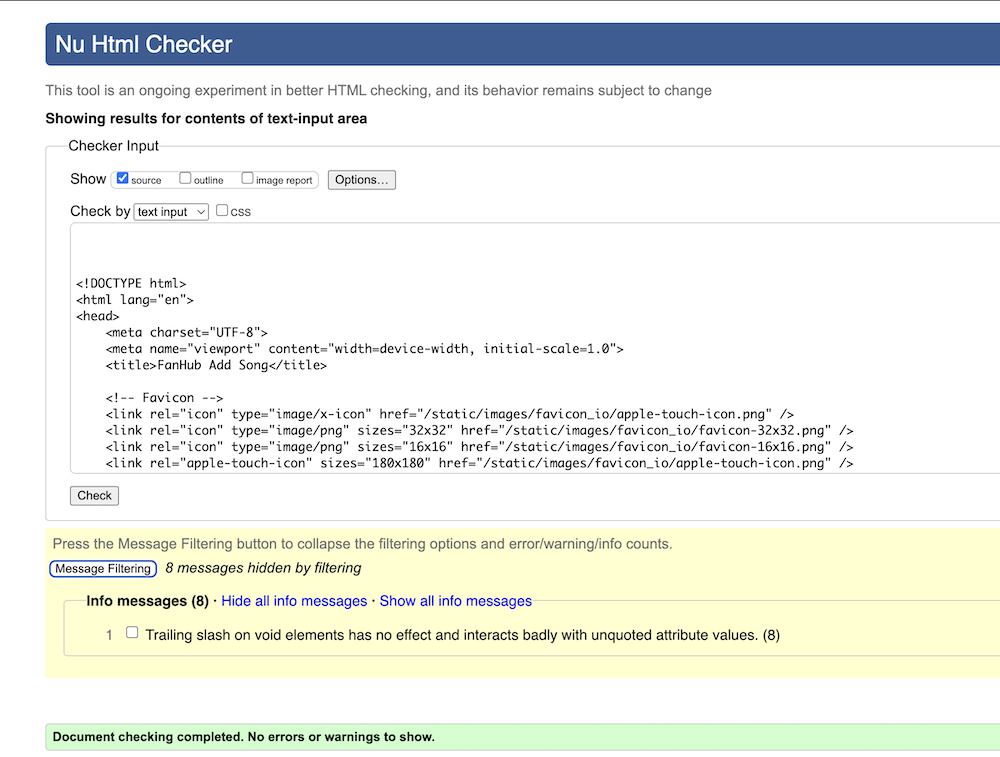 Nu Html Checker
This tool is an ongoing experiment in better HTML checking, and its behavior remains subject to change
Showing results for contents of text-input area
Checker Input
Show source outline image report Options...
Check by text input css
<!DOCTYPE html>
<html lang="en">
<head>
    <meta charset="UTF-8">
    <meta name="viewport" content="width=device-width, initial-scale=1.0">
    <title>FanHub Add Song</title>
    <!-- Favicon -->
    <link rel="icon" type="image/x-icon" href="/static/images/favicon_io/apple-touch-icon.png" />
    <link rel="icon" type="image/png" sizes="32x32" href="/static/images/favicon_io/favicon-32x32.png" />
    <link rel="icon" type="image/png" sizes="16x16" href="/static/images/favicon_io/favicon-16x16.png" />
    <link rel="apple-touch-icon" sizes="180x180" href="/static/images/favicon_io/apple-touch-icon.png" />
Check
Press the Message Filtering button to collapse the filtering options and error/warning/info counts.
Message Filtering 8 messages hidden by filtering
Info messages (8) · Hide all info messages · Show all info messages
1 Trailing slash on void elements has no effect and interacts badly with unquoted attribute values. (8)
Document checking completed. No errors or warnings to show.